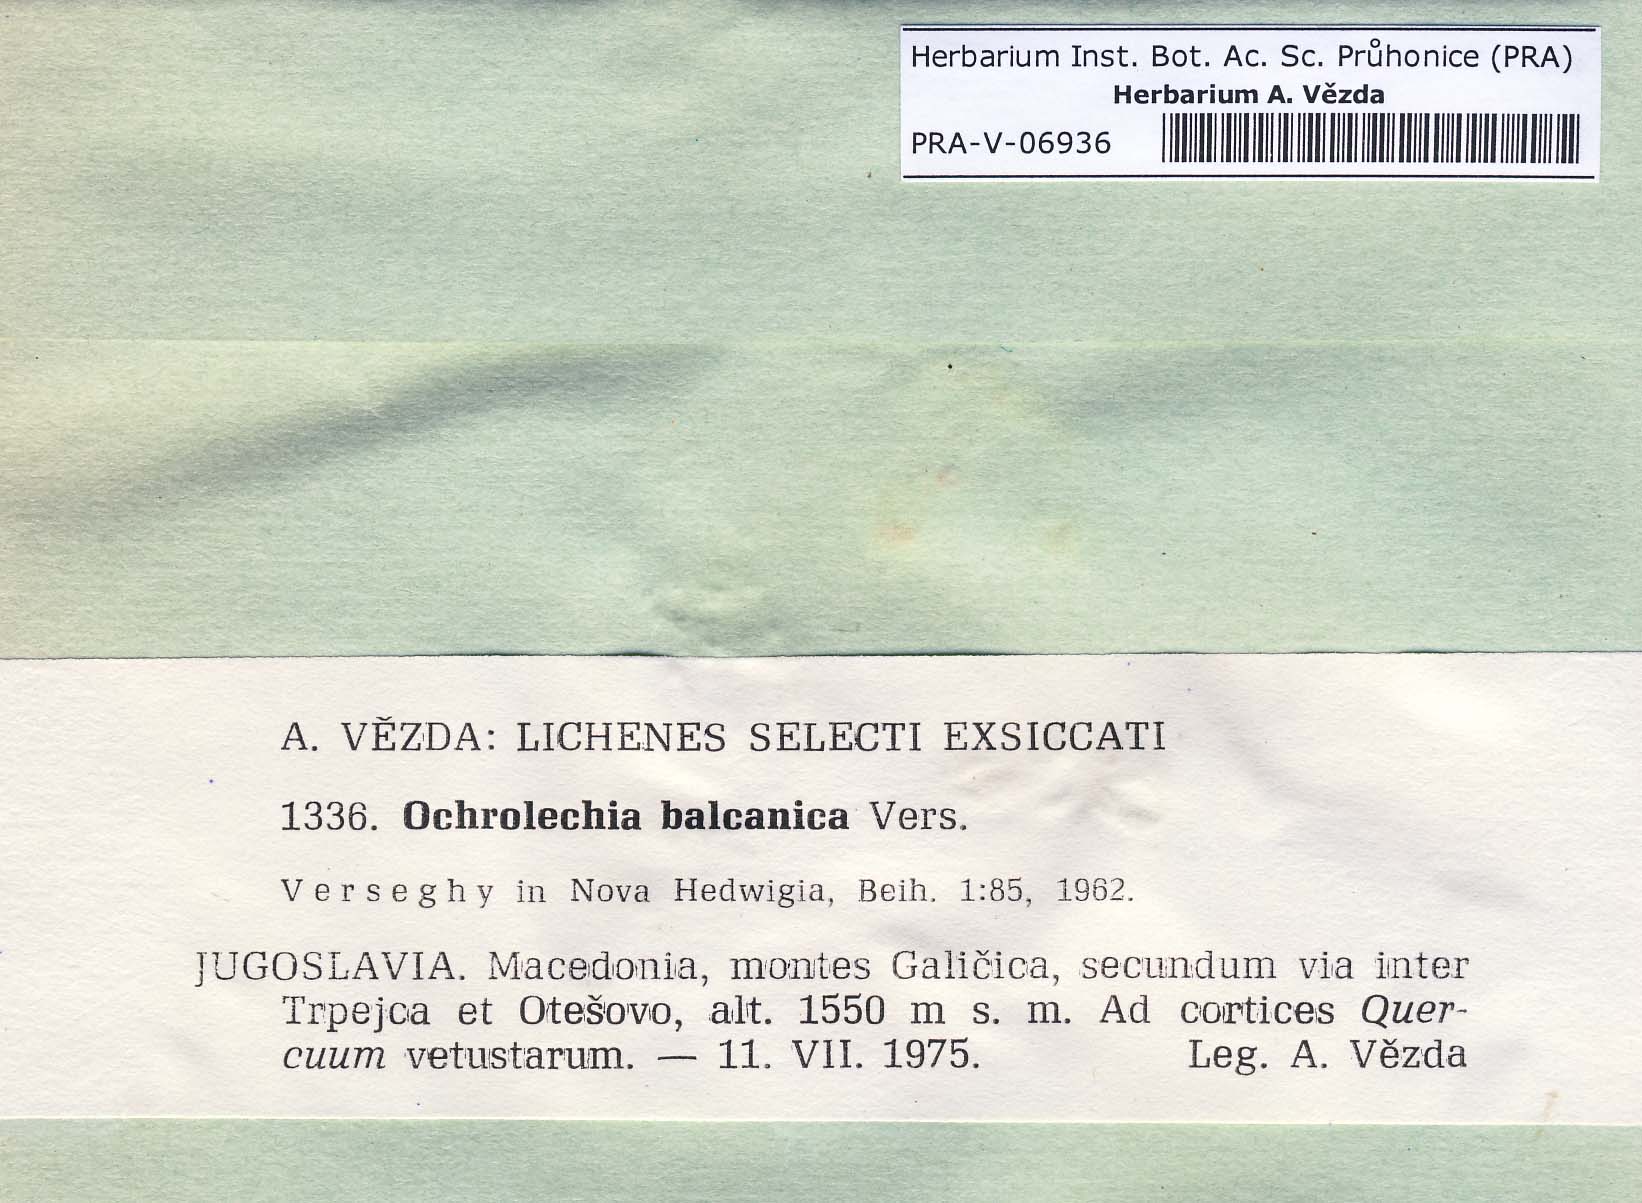 Herbarium Inst. Bot. Ac. Sc. Průhonice (PRA)
Herbarium A. Vězda
PRA-V-06936
A. VĚZDA: LICHENES SELECTI EXSICCATI
1336. Ochrolechia balcanica Vers.
Verseghy in Nova Hedwigia, Beih. 1:85, 1962.
JUGOSLAVIA. Macedonia, montes Galičica, secundum via inter
Trpejca et Otešovo, alt. 1550 m s. m. Ad cortices Quer-
cuum vetustarum. — 11. VII. 1975. Leg. A. Vězda